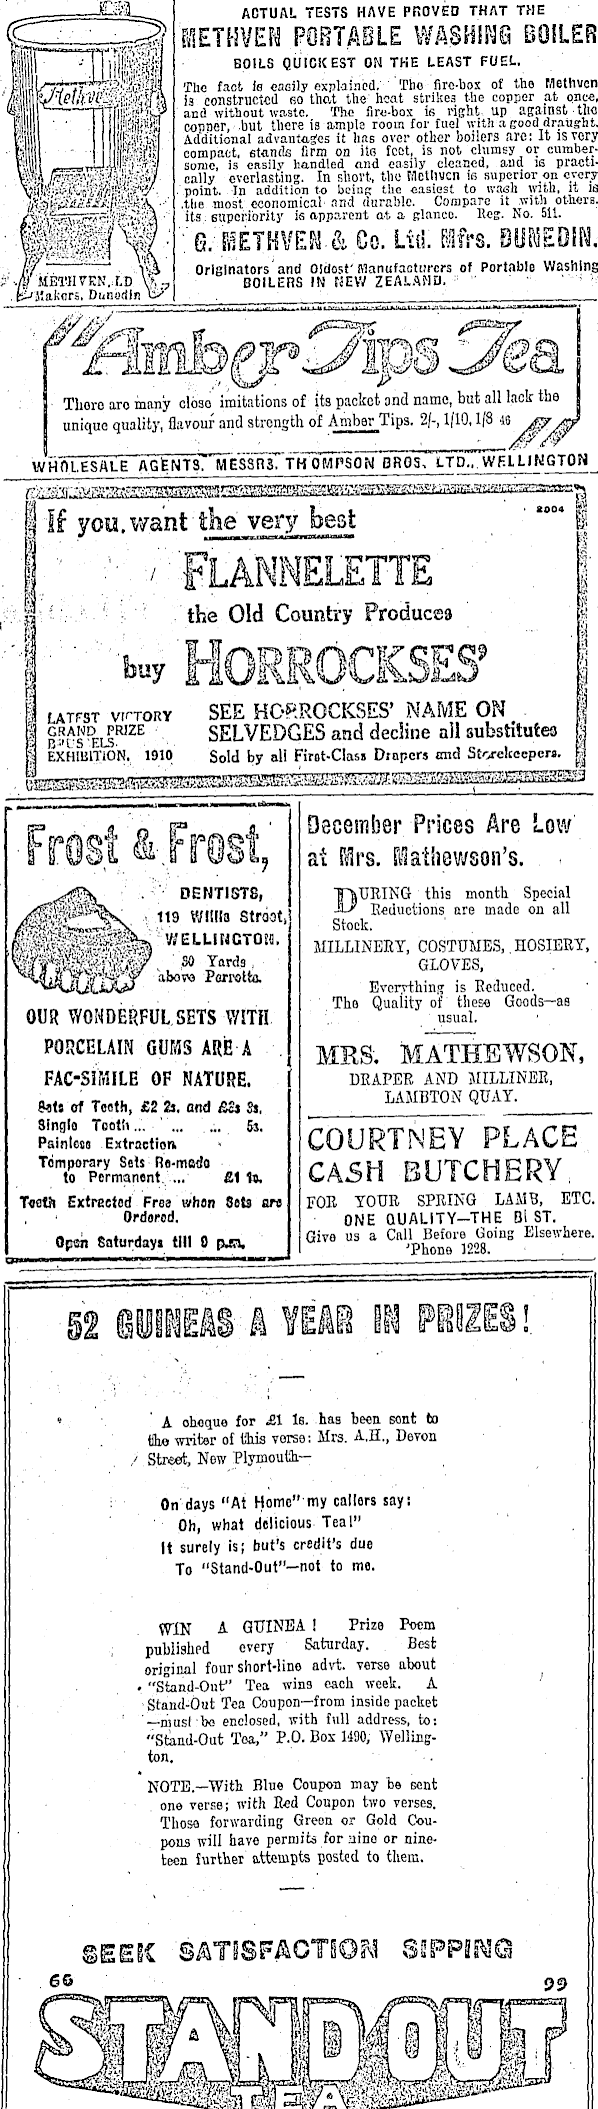 ACTUAL TESTS HAVE PROVED THAT THE
METHVEN PORTABLE WASHING BOILER
BOILS QUICKEST ON THE LEAST FUEL.
The fact is easily explained. The fire-box of the Methven
is constructed so that the heat strikes the copper at once,
and without waste. The fire-box is right up against the
copper, but there is ample room for fuel with a good draught.
Additional advantages it has over other boilers are: It is very
compact, stands firm on its feet, is not clumsy or cumber-
some, is easily handled and easily cleaned, and is practi-
cally everlasting. In short, the Methven is superior on every
point. In addition to being the easiest to wash with, it is
the most economical and durable. Compare it with others,
its superiority is apparent at a glance. Reg. No. 511.
G. METHVEN & Co. Ltd. Mfrs. DUNEDIN.
Originators and Oldest Manufacturers of Portable Washing
BOILERS IN NEW ZEALAND.
Methven
METHVEN, LD
Makers, Dunedin
"Amber Tips Tea
There are many close imitations of its packet and name, but all lack the
unique quality, flavour and strength of Amber Tips. 2/-, 1/10, 1/8 46
"
WHOLESALE AGENTS. MESSRS. THOMPSON BROS. LTD., WELLINGTON
If you want the very best
2004
FLANNELETTE
the Old Country Produces
buy HORROCKSES'
LATEST VICTORY
GRAND PRIZE
BRUSSELS
EXHIBITION, 1910
SEE HORROCKSES' NAME ON
SELVEDGES and decline all substitutes
Sold by all First-Class Drapers and Storekeepers.
Frost & Frost,
DENTISTS,
119 Willis Street,
WELLINGTON.
30 Yards
above Perretts.
OUR WONDERFUL SETS WITH
PORCELAIN GUMS ARE A
FAC-SIMILE OF NATURE.
Sets of Teeth, £2 2s. and £3s 3s.
Single Tooth ... ... ... 5s.
Painless Extraction
Temporary Sets Re-made
to Permanent ... £1 1s.
Teeth Extracted Free when Sets are
Ordered.
Open Saturdays till 9 p.m.
December Prices Are Low
at Mrs. Mathewson's.
DURING this month Special
Reductions are made on all
Stock.
MILLINERY, COSTUMES, HOSIERY,
GLOVES,
Everything is Reduced.
The Quality of these Goods—as
usual.
MRS. MATHEWSON,
DRAPER AND MILLINER,
LAMBTON QUAY.
COURTNEY PLACE
CASH BUTCHERY
FOR YOUR SPRING LAMB, ETC.
ONE QUALITY—THE BEST.
Give us a Call Before Going Elsewhere.
'Phone 1228.
52 GUINEAS A YEAR IN PRIZES!
A cheque for £1 1s. has been sent to
the writer of this verse: Mrs. A.H., Devon
Street, New Plymouth—
On days "At Home" my callers say:
Oh, what delicious Tea!"
It surely is; but's credit's due
To "Stand-Out"—not to me.
WIN A GUINEA! Prize Poem
published every Saturday. Best
original four short-line advt. verse about
"Stand-Out" Tea wins each week. A
Stand-Out Tea Coupon—from inside packet
—must be enclosed, with full address, to:
"Stand-Out Tea," P.O. Box 1490, Welling-
ton.
NOTE.—With Blue Coupon may be sent
one verse; with Red Coupon two verses.
Those forwarding Green or Gold Cou-
pons will have permits for nine or nine-
teen further attempts posted to them.
SEEK SATISFACTION SIPPING
66 99
STAND OUT
TEA